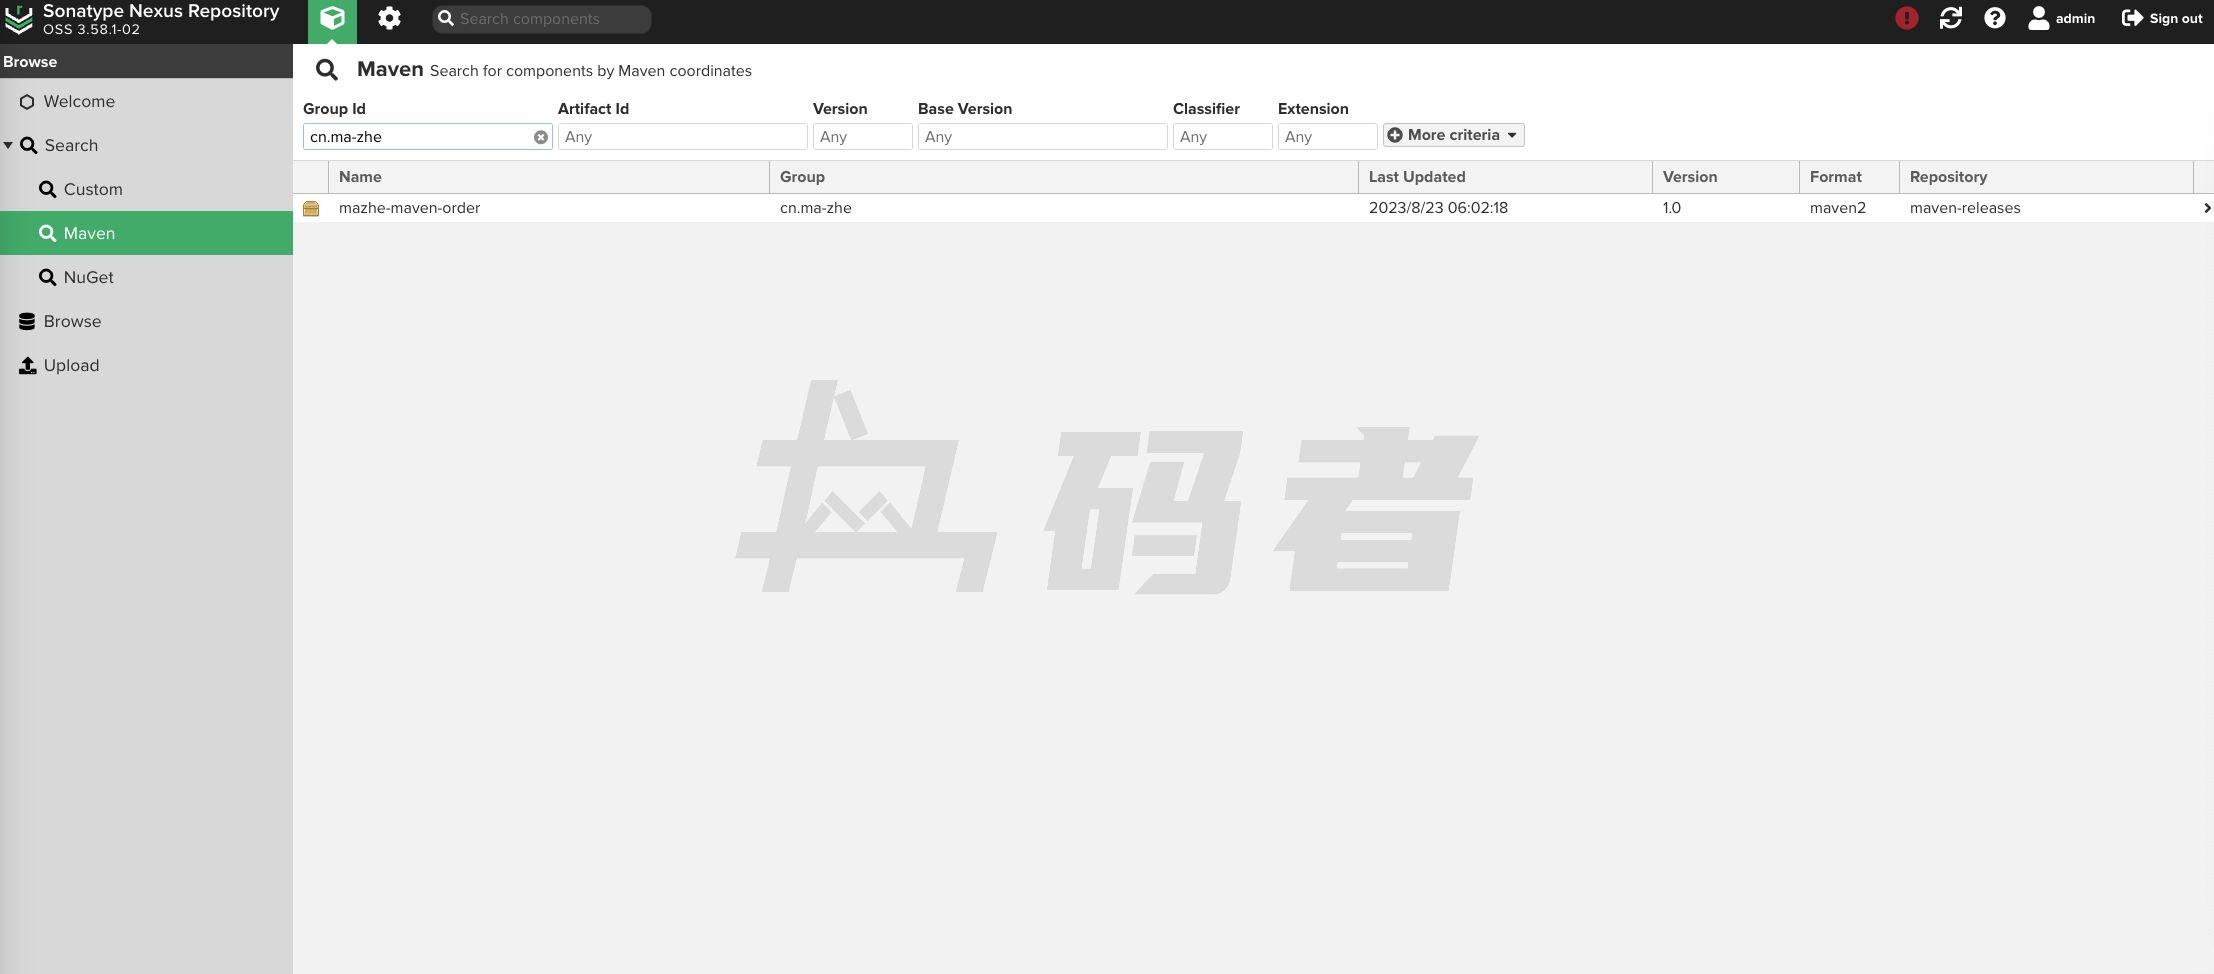 Sonatype Nexus Repository
OSS 3.58.1-02
Search components
admin
Sign out
Browse
Welcome
Search
Custom
Maven
NuGet
Browse
Upload
Maven Search for components by Maven coordinates
Group Id Artifact Id Version Base Version Classifier Extension
cn.ma-zhe Any Any Any Any Any More criteria
Name Group Last Updated Version Format Repository
mazhe-maven-order cn.ma-zhe 2023/8/23 06:02:18 1.0 maven2 maven-releases
码者